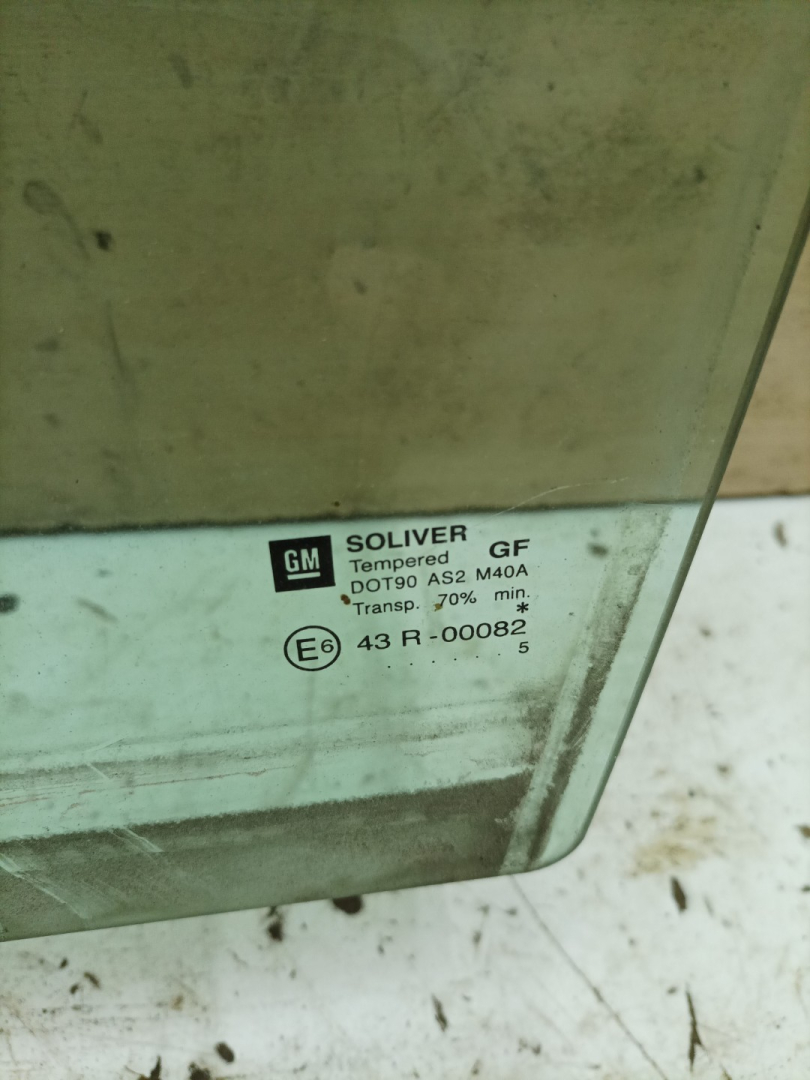 GM SOLIVER
Tempered GF
DOT90 AS2 M40A
Transp. 70% min.
*
E6 43 R-00082
. . . . . . 5